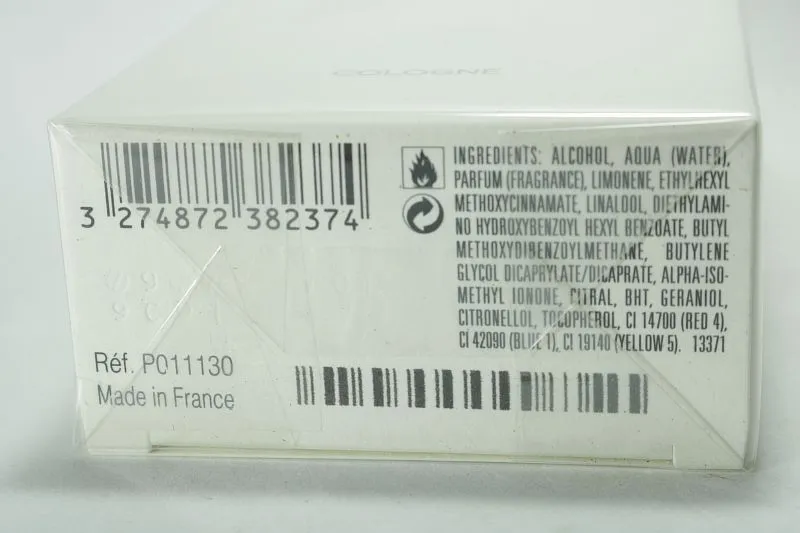 COLOGNE
3 274872 382374
INGREDIENTS: ALCOHOL, AQUA (WATER),
PARFUM (FRAGRANCE), LIMONENE, ETHYLHEXYL
METHOXYCINNAMATE, LINALOOL, DIETHYLAMI-
NO HYDROXYBENZOYL HEXYL BENZOATE, BUTYL
METHOXYDIBENZOYLMETHANE, BUTYLENE
GLYCOL DICAPRYLATE/DICAPRATE, ALPHA-ISO-
METHYL IONONE, CITRAL, BHT, GERANIOL,
CITRONELLOL, TOCOPHEROL, CI 14700 (RED 4),
CI 42090 (BLUE 1), CI 19140 (YELLOW 5). 13371
Réf. P011130
Made in France